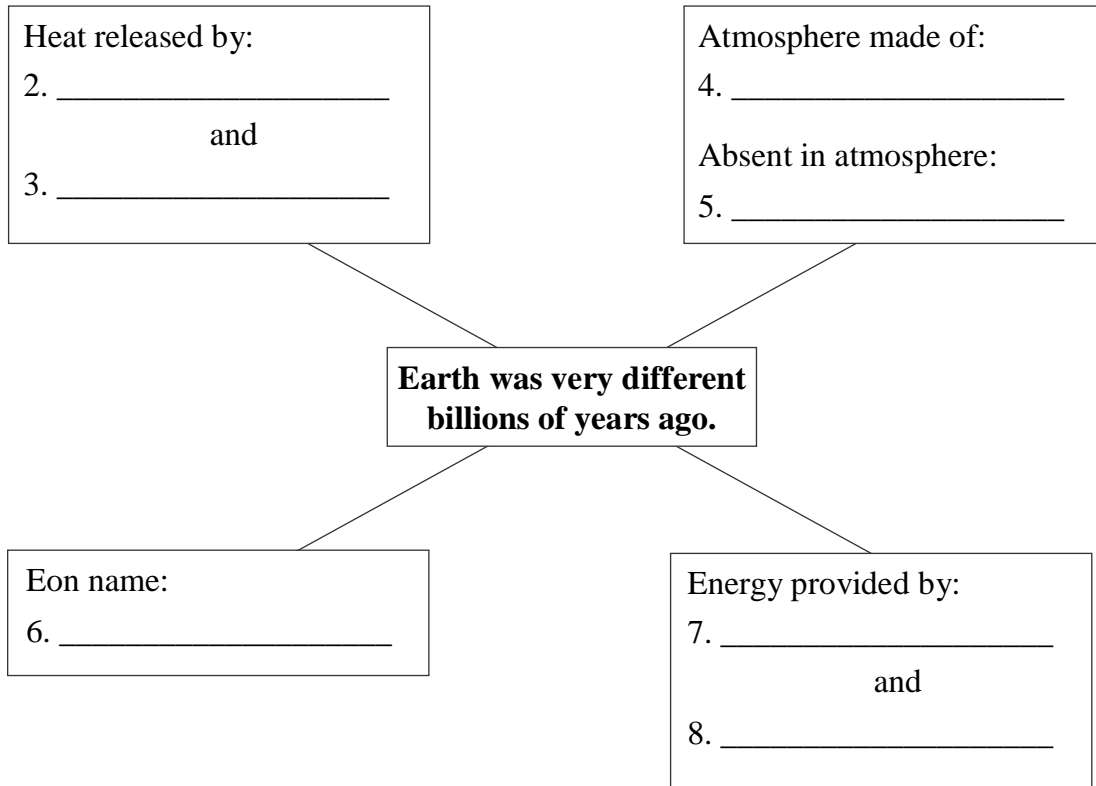 Heat released by:
2. ____________________
and
3. ____________________
Atmosphere made of:
4. ____________________
Absent in atmosphere:
5. ____________________
Earth was very different
billions of years ago.
Eon name:
6. ____________________
Energy provided by:
7. ____________________
and
8. ____________________